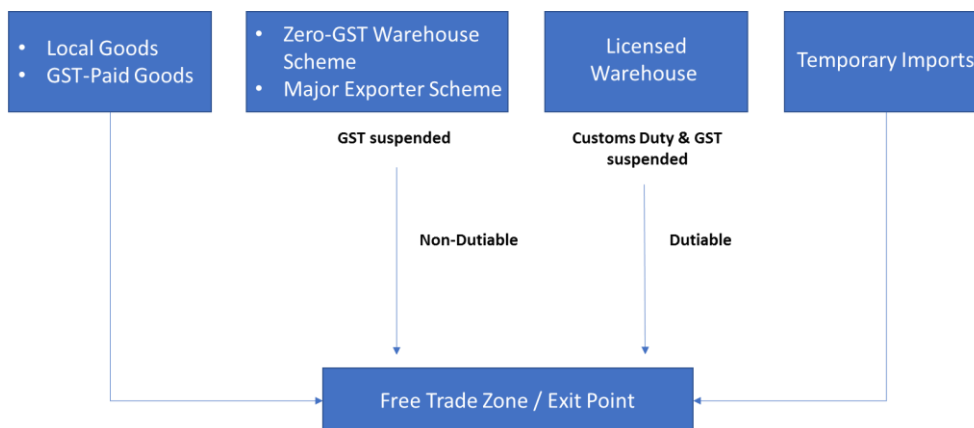 • Local Goods
• GST-Paid Goods
• Zero-GST Warehouse
Scheme
• Major Exporter Scheme
Licensed
Warehouse
Temporary Imports
GST suspended
Customs Duty & GST
suspended
Non-Dutiable
Dutiable
Free Trade Zone / Exit Point